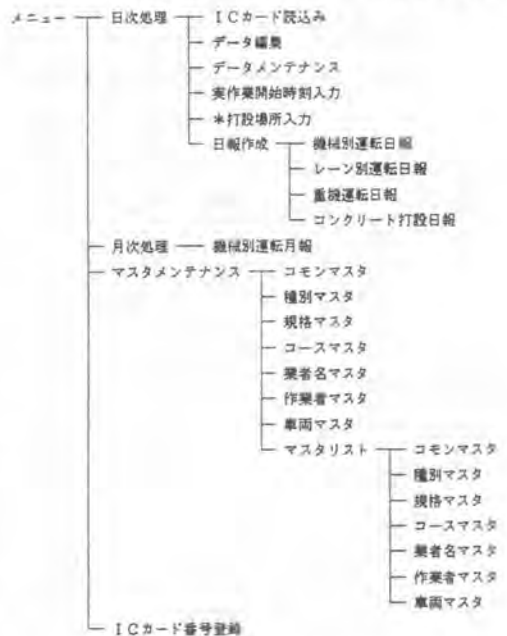 メニュー 日次処理 ICカード読込み
データ編集
データメンテナンス
実作業開始時刻入力
*打設場所入力
日報作成 機械別運転日報
レーン別運転日報
重機運転日報
コンクリート打設日報
月次処理 機械別運転月報
マスタメンテナンス コモンマスタ
種別マスタ
規格マスタ
コースマスタ
業者名マスタ
作業者マスタ
車両マスタ
マスタリスト コモンマスタ
種別マスタ
規格マスタ
コースマスタ
業者名マスタ
作業者マスタ
車両マスタ
ICカード番号登録